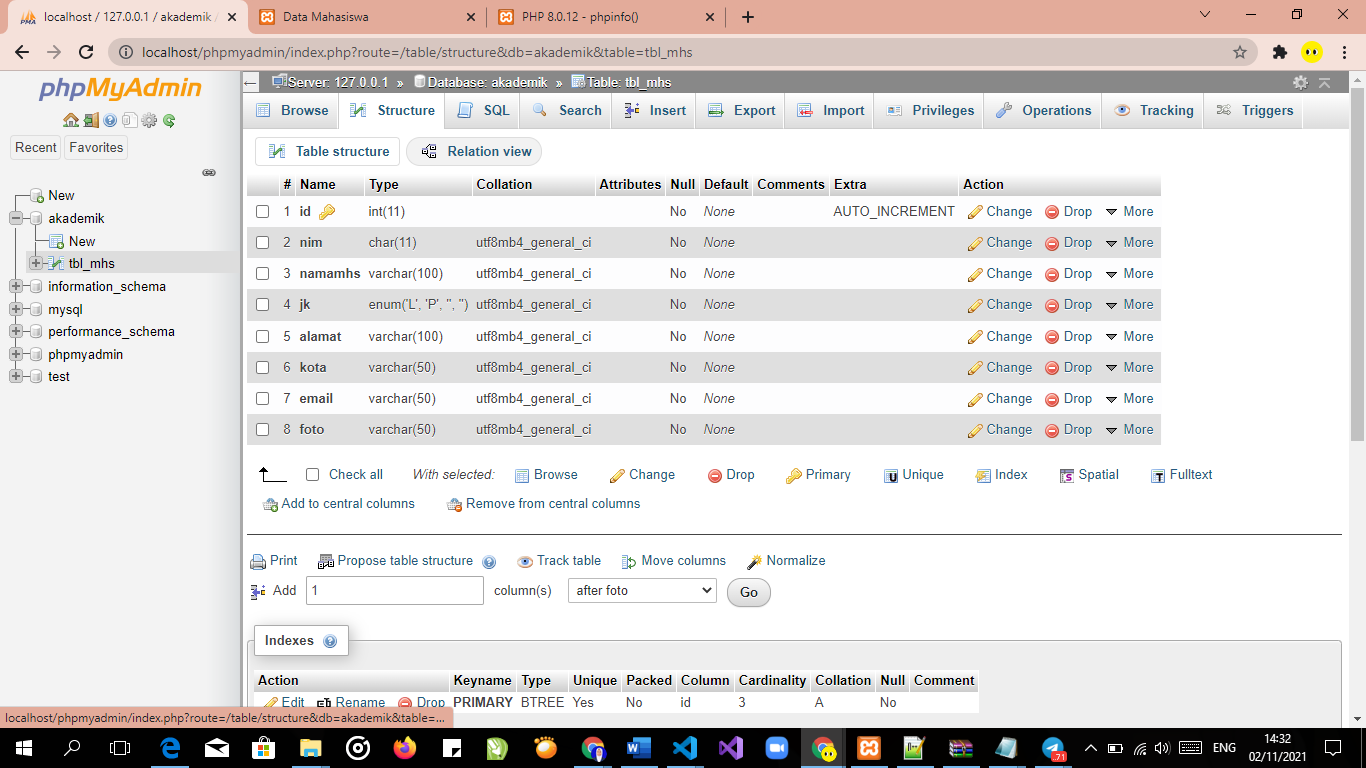 localhost / 127.0.0.1 / akademik / Data Mahasiswa PHP 8.0.12 - phpinfo()
localhost/phpmyadmin/index.php?route=/table/structure&db=akademik&table=tbl_mhs
phpMyAdmin
Recent Favorites
New
akademik
New
tbl_mhs
information_schema
mysql
performance_schema
phpmyadmin
test
Server: 127.0.0.1 » Database: akademik » Table: tbl_mhs
Browse Structure SQL Search Insert Export Import Privileges Operations Tracking Triggers
Table structure Relation view
# Name Type Collation Attributes Null Default Comments Extra Action
1 id int(11) No None AUTO_INCREMENT Change Drop More
2 nim char(11) utf8mb4_general_ci No None Change Drop More
3 namamhs varchar(100) utf8mb4_general_ci No None Change Drop More
4 jk enum('L', 'P', '', '') utf8mb4_general_ci No None Change Drop More
5 alamat varchar(100) utf8mb4_general_ci No None Change Drop More
6 kota varchar(50) utf8mb4_general_ci No None Change Drop More
7 email varchar(50) utf8mb4_general_ci No None Change Drop More
8 foto varchar(50) utf8mb4_general_ci No None Change Drop More
Check all With selected: Browse Change Drop Primary Unique Index Spatial Fulltext
Add to central columns Remove from central columns
Print Propose table structure Track table Move columns Normalize
Add 1 column(s) after foto Go
Indexes
Action Keyname Type Unique Packed Column Cardinality Collation Null Comment
Edit Rename Drop PRIMARY BTREE Yes No id 3 A No
localhost/phpmyadmin/index.php?route=/table/structure&db=akademik&table=...
71 ENG 14:32
02/11/2021